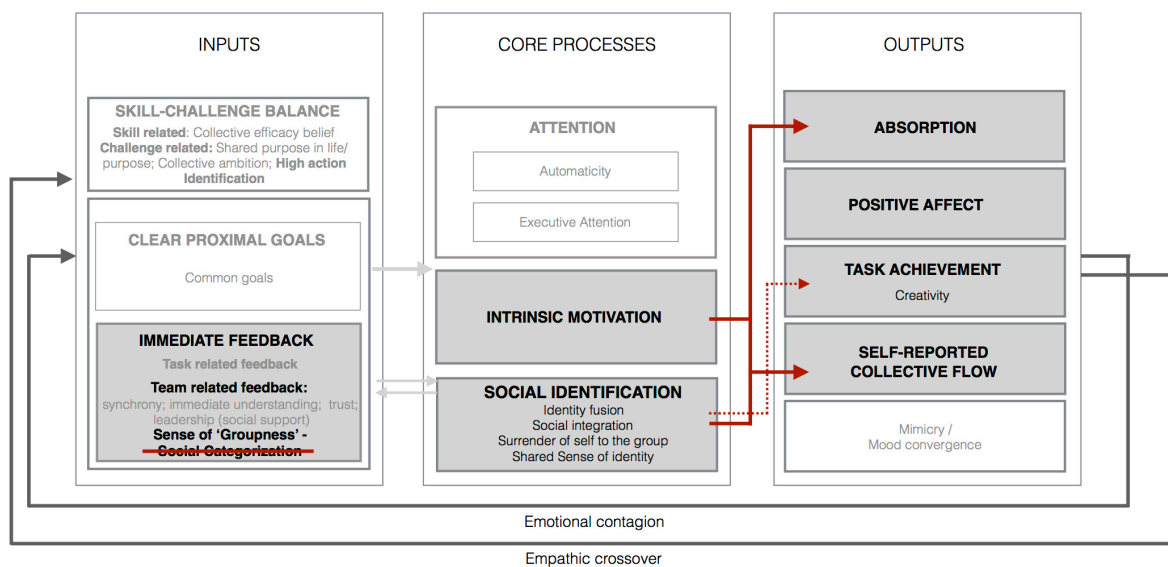 INPUTS
SKILL-CHALLENGE BALANCE
Skill related: Collective efficacy belief
Challenge related: Shared purpose in life/
purpose; Collective ambition; High action
Identification
CLEAR PROXIMAL GOALS
Common goals
IMMEDIATE FEEDBACK
Task related feedback
Team related feedback:
synchrony; immediate understanding; trust;
leadership (social support)
Sense of ‘Groupness’ -
Social Categorization
CORE PROCESSES
ATTENTION
Automaticity
Executive Attention
INTRINSIC MOTIVATION
SOCIAL IDENTIFICATION
Identity fusion
Social integration
Surrender of self to the group
Shared Sense of identity
OUTPUTS
ABSORPTION
POSITIVE AFFECT
TASK ACHIEVEMENT
Creativity
SELF-REPORTED
COLLECTIVE FLOW
Mimicry /
Mood convergence
Emotional contagion
Empathic crossover